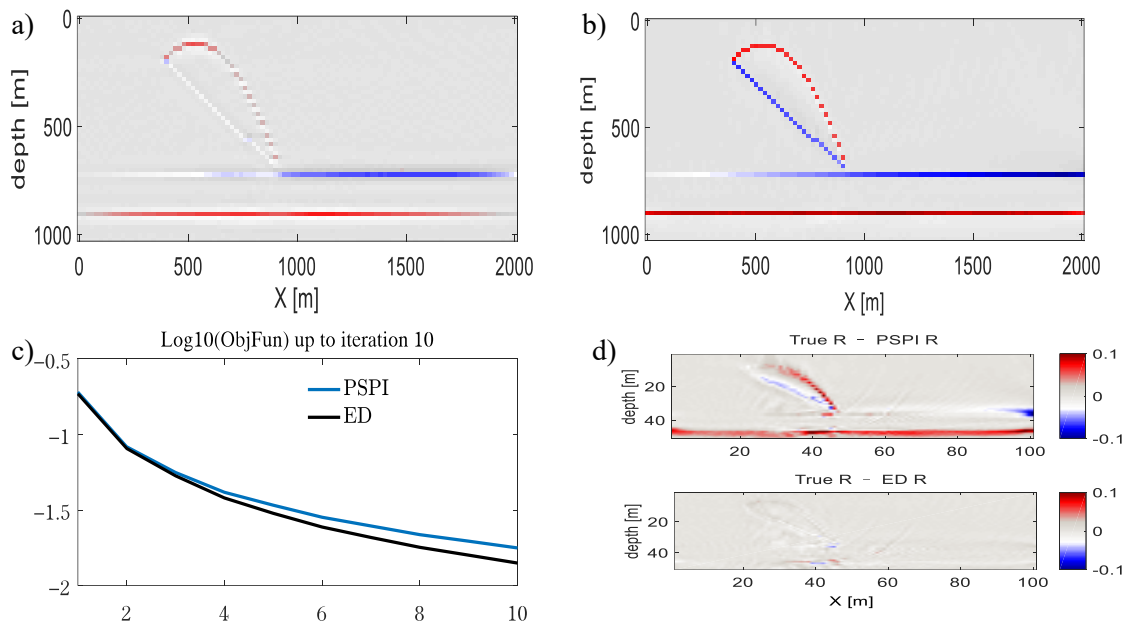 a)
0
500
1000
depth [m]
0
500
1000
1500
2000
X [m]
b)
0
500
1000
depth [m]
0
500
1000
1500
2000
X [m]
c)
Log10(ObjFun) up to iteration 10
-0.5
-1
-1.5
-2
PSPI
ED
2
4
6
8
10
d)
True R - PSPI R
20
40
depth [m]
20
40
60
80
100
0.1
0
-0.1
True R - ED R
20
40
depth [m]
20
40
60
80
100
X [m]
0.1
0
-0.1